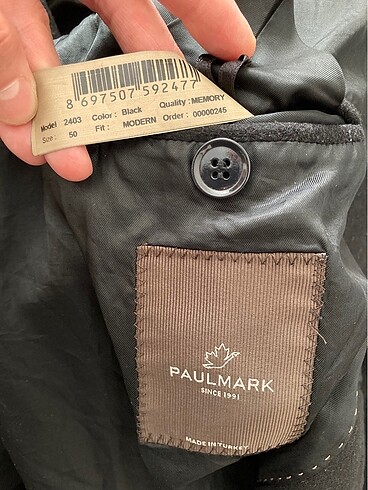 8 697507 592477
Model 2403 Color: Black Quality: MEMORY
Size: 50 Fit: MODERN Order: 00000245
PAULMARK
SINCE 1991
MADE IN TURKEY